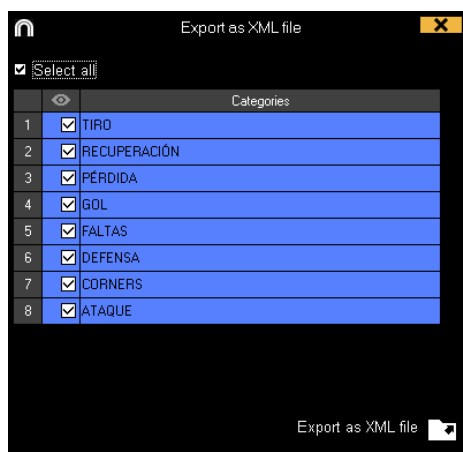 Export as XML file
Select all
Categories
1 TIRO
2 RECUPERACIÓN
3 PÉRDIDA
4 GOL
5 FALTAS
6 DEFENSA
7 CORNERS
8 ATAQUE
Export as XML file